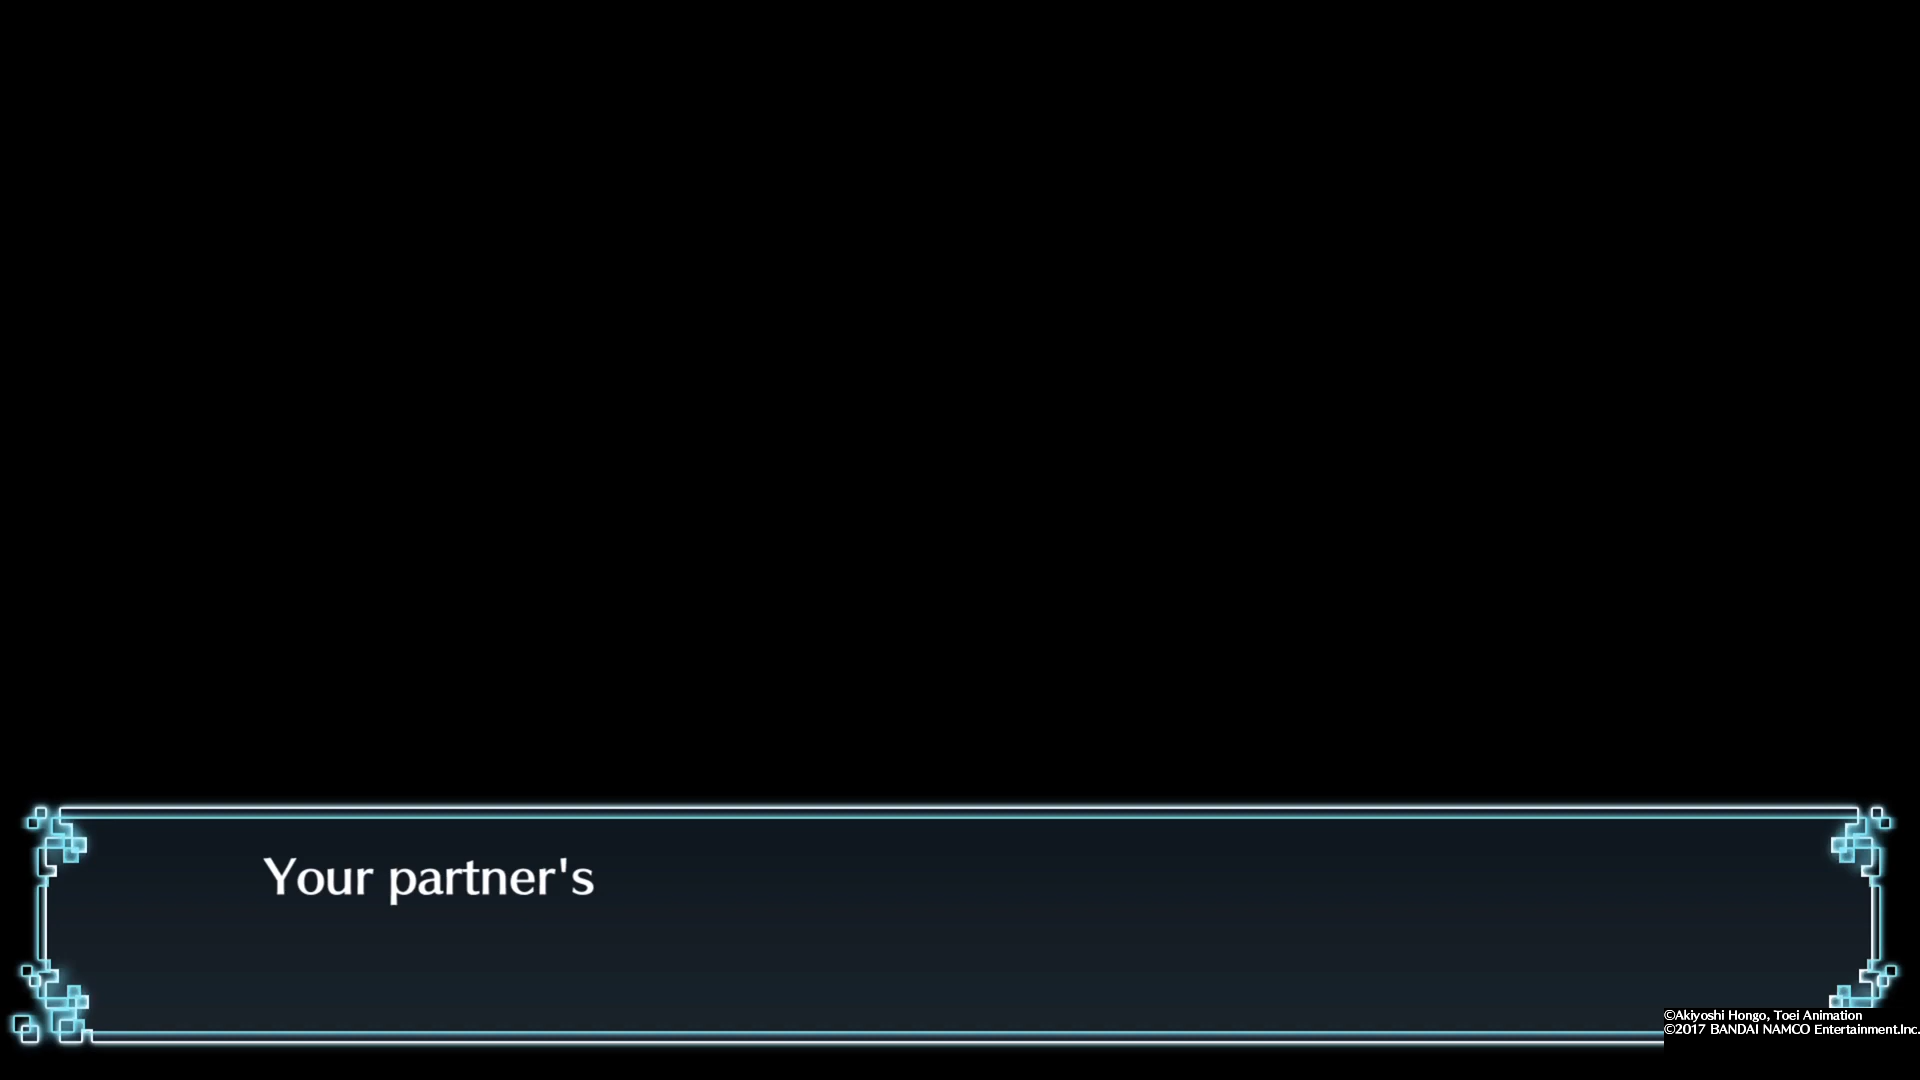 Your partner's
©Akiyoshi Hongo, Toei Animation
©2017 BANDAI NAMCO Entertainment.Inc.